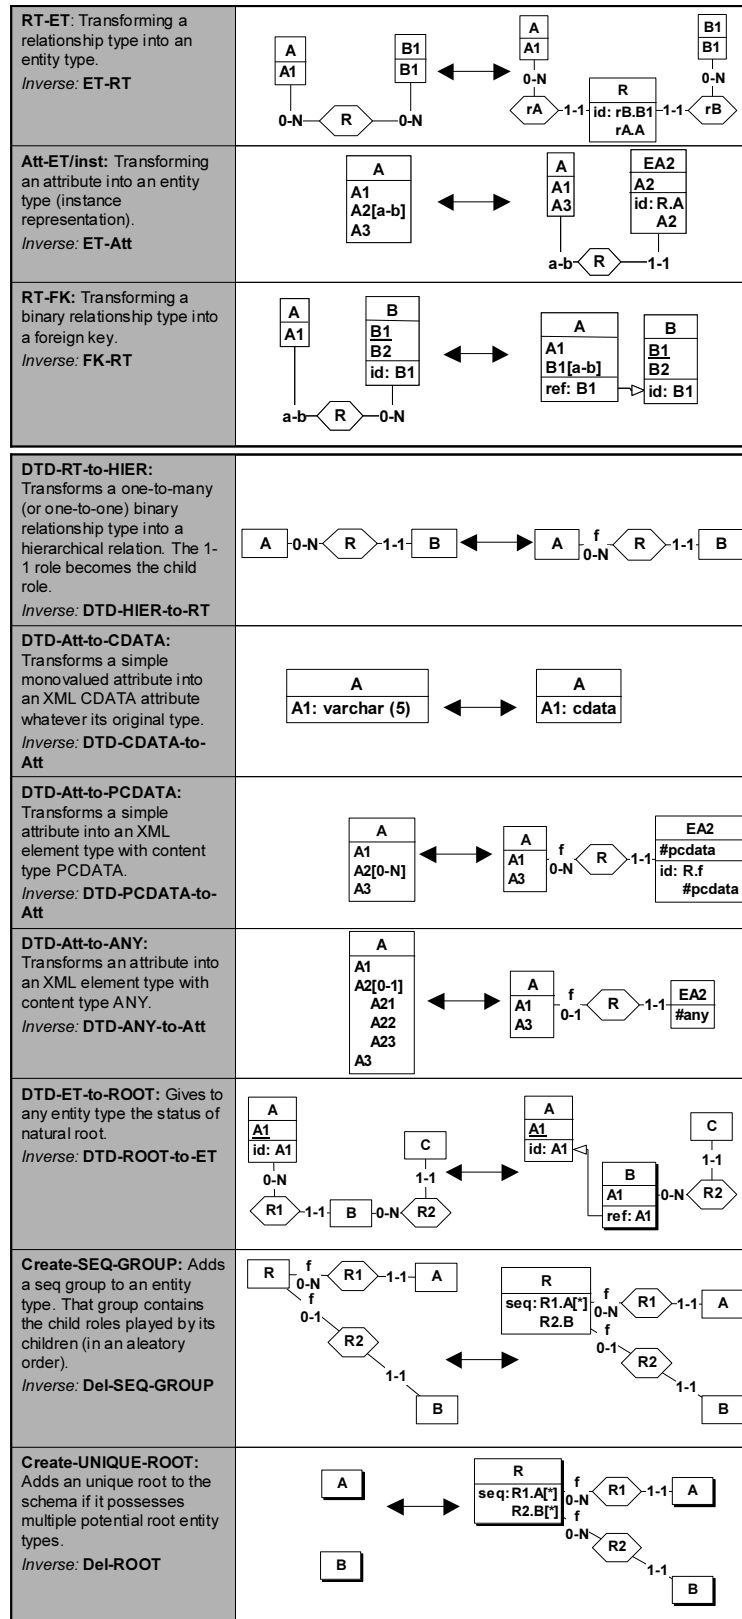 RT-ET: Transforming a
relationship type into an
entity type.
Inverse: ET-RT
A
A1
B1
B1
0-N
R
0-N
A
A1
0-N
rA
1-1
R
id: rB.B1
rA.A
1-1
rB
0-N
B1
B1
Att-ET/inst: Transforming
an attribute into an entity
type (instance
representation).
Inverse: ET-Att
A
A1
A2[a-b]
A3
A
A1
A3
EA2
A2
id: R.A
A2
a-b
R
1-1
RT-FK: Transforming a
binary relationship type into
a foreign key.
Inverse: FK-RT
A
A1
B
B1
B2
id: B1
a-b
R
0-N
A
A1
B1[a-b]
ref: B1
B
B1
B2
id: B1
DTD-RT-to-HIER:
Transforms a one-to-many
(or one-to-one) binary
relationship type into a
hierarchical relation. The 1-
1 role becomes the child
role.
Inverse: DTD-HIER-to-RT
A
0-N
R
1-1
B
A
f
0-N
R
1-1
B
DTD-Att-to-CDATA:
Transforms a simple
monovalued attribute into
an XML CDATA attribute
whatever its original type.
Inverse: DTD-CDATA-to-
Att
A
A1: varchar (5)
A
A1: cdata
DTD-Att-to-PCDATA:
Transforms a simple
attribute into an XML
element type with content
type PCDATA.
Inverse: DTD-PCDATA-to-
Att
A
A1
A2[0-N]
A3
A
A1
A3
f
0-N
R
1-1
EA2
#pcdata
id: R.f
#pcdata
DTD-Att-to-ANY:
Transforms an attribute into
an XML element type with
content type ANY.
Inverse: DTD-ANY-to-Att
A
A1
A2[0-1]
A21
A22
A23
A3
A
A1
A3
f
0-1
R
1-1
EA2
#any
DTD-ET-to-ROOT: Gives to
any entity type the status of
natural root.
Inverse: DTD-ROOT-to-ET
A
A1
id: A1
0-N
R1
1-1
B
0-N
R2
1-1
C
A
A1
id: A1
B
A1
ref: A1
0-N
R2
1-1
C
Create-SEQ-GROUP: Adds
a seq group to an entity
type. That group contains
the child roles played by its
children (in an aleatory
order).
Inverse: Del-SEQ-GROUP
R
f
0-N
R1
1-1
A
f
0-1
R2
1-1
B
R
seq: R1.A[*]
R2.B
f
0-N
R1
1-1
A
f
0-1
R2
1-1
B
Create-UNIQUE-ROOT:
Adds an unique root to the
schema if it possesses
multiple potential root entity
types.
Inverse: Del-ROOT
A
B
R
seq: R1.A[*]
R2.B[*]
f
0-N
R1
1-1
A
f
0-N
R2
1-1
B